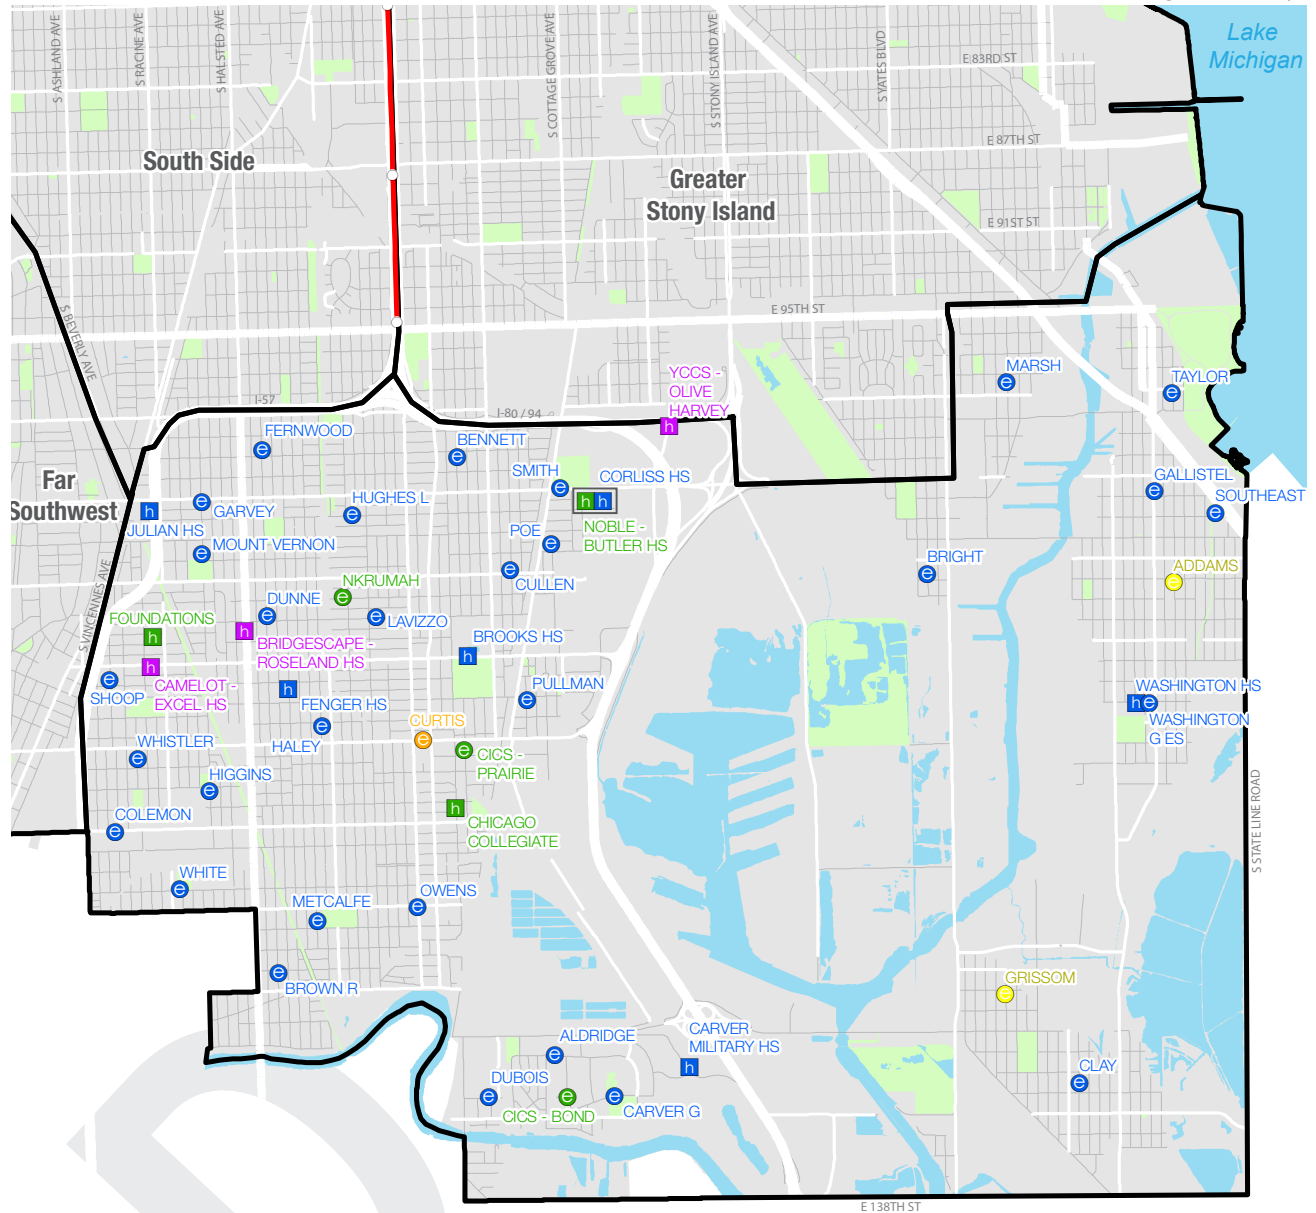 Lake
Michigan
S ASHLAND AVE
S RACINE AVE
S HALSTED AVE
S COTTAGE GROVE AVE
S STONY ISLAND AVE
S YATES BLVD
E 83RD ST
E 87TH ST
South Side
Greater
Stony Island
E 91ST ST
E 95TH ST
S BEVERLY AVE
I-57
I-80 / 94
YCCS -
OLIVE
HARVEY
h
MARSH
e
TAYLOR
e
FERNWOOD
e
BENNETT
e
Far
Southwest
SMITH
e
CORLISS HS
h h
NOBLE -
BUTLER HS
GALLISTEL
e
SOUTHEAST
e
h
JULIAN HS
e
GARVEY
HUGHES L
e
e
MOUNT VERNON
POE
e
e
CULLEN
BRIGHT
e
ADDAMS
e
S VINCENNES AVE
NKRUMAH
e
DUNNE
e
e
LAVIZZO
FOUNDATIONS
h
h
BRIDGESCAPE -
ROSELAND HS
BROOKS HS
h
h
CAMELOT -
EXCEL HS
e
SHOOP
h
FENGER HS
PULLMAN
e
WASHINGTON HS
h e
WASHINGTON
G ES
CURTIS
e
e
HALEY
WHISTLER
e
e
CICS -
PRAIRIE
HIGGINS
e
COLEMON
e
h
CHICAGO
COLLEGIATE
S STATE LINE ROAD
WHITE
e
METCALFE
e
OWENS
e
e
BROWN R
GRISSOM
e
ALDRIDGE
e
CARVER
MILITARY HS
h
DUBOIS
e
e
CICS - BOND
e
CARVER G
CLAY
e
E 138TH ST